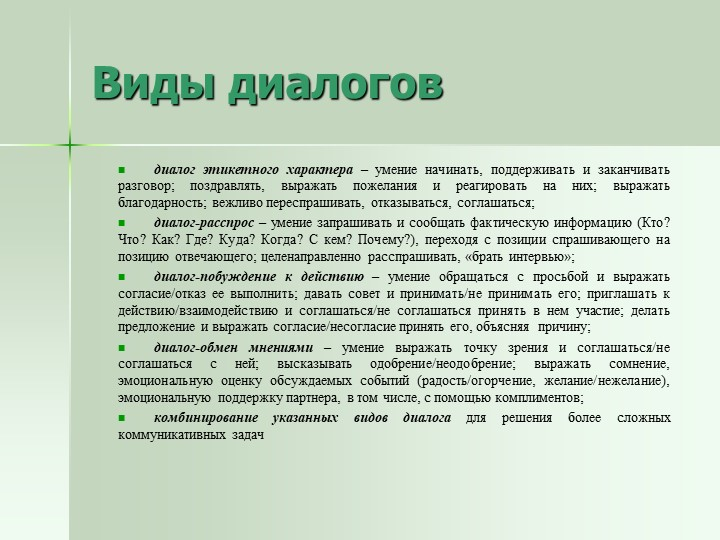 Виды диалогов
диалог этикетного характера – умение начинать, поддерживать и заканчивать
разговор; поздравлять, выражать пожелания и реагировать на них; выражать
благодарность; вежливо переспрашивать, отказываться, соглашаться;
диалог-расспрос – умение запрашивать и сообщать фактическую информацию (Кто?
Что? Как? Где? Куда? Когда? С кем? Почему?), переходя с позиции спрашивающего на
позицию отвечающего; целенаправленно расспрашивать, «брать интервью»;
диалог-побуждение к действию – умение обращаться с просьбой и выражать
согласие/отказ ее выполнить; давать совет и принимать/не принимать его; приглашать к
действию/взаимодействию и соглашаться/не соглашаться принять в нем участие; делать
предложение и выражать согласие/несогласие принять его, объясняя причину;
диалог-обмен мнениями – умение выражать точку зрения и соглашаться/не
соглашаться с ней; высказывать одобрение/неодобрение; выражать сомнение,
эмоциональную оценку обсуждаемых событий (радость/огорчение, желание/нежелание),
эмоциональную поддержку партнера, в том числе, с помощью комплиментов;
комбинирование указанных видов диалога для решения более сложных
коммуникативных задач